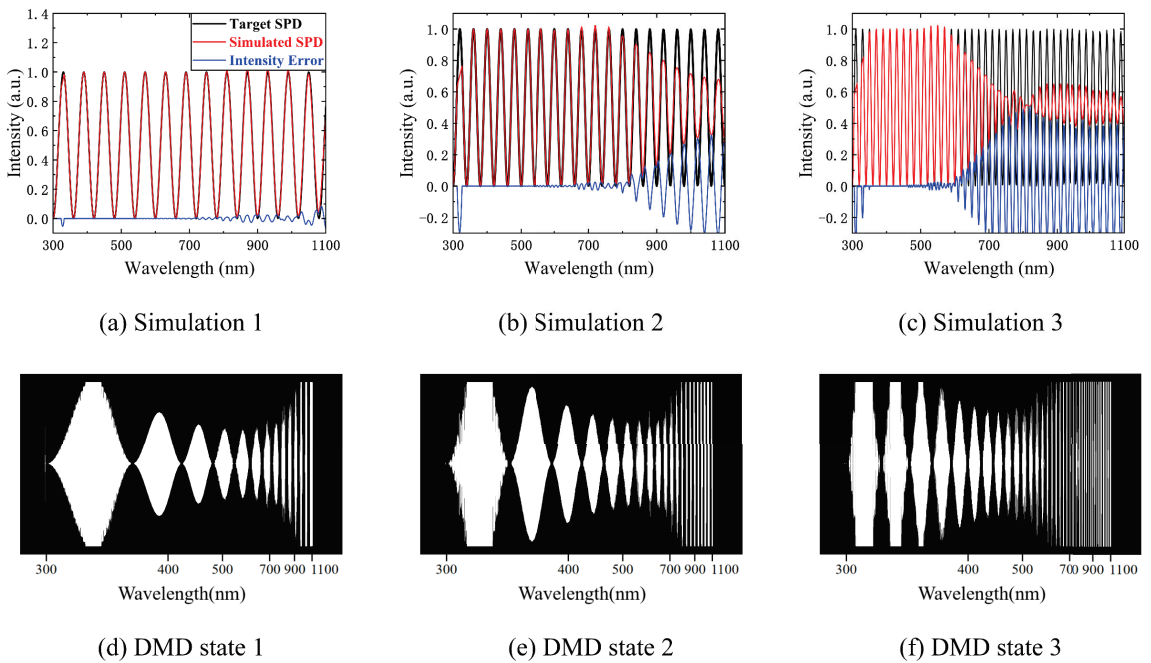 Target SPD
Simulated SPD
Intensity Error
Intensity (a.u.)
1.4
1.2
1.0
0.8
0.6
0.4
0.2
0.0
300 500 700 900 1100
Wavelength (nm)
(a) Simulation 1
Intensity (a.u.)
1.0
0.8
0.6
0.4
0.2
0.0
−0.2
300 500 700 900 1100
Wavelength (nm)
(b) Simulation 2
Intensity (a.u.)
1.0
0.8
0.6
0.4
0.2
0.0
−0.2
300 500 700 900 1100
Wavelength (nm)
(c) Simulation 3
300 400 500 700 900 1100
Wavelength(nm)
(d) DMD state 1
300 400 500 700 900 1100
Wavelength(nm)
(e) DMD state 2
300 400 500 700 900 1100
Wavelength(nm)
(f) DMD state 3